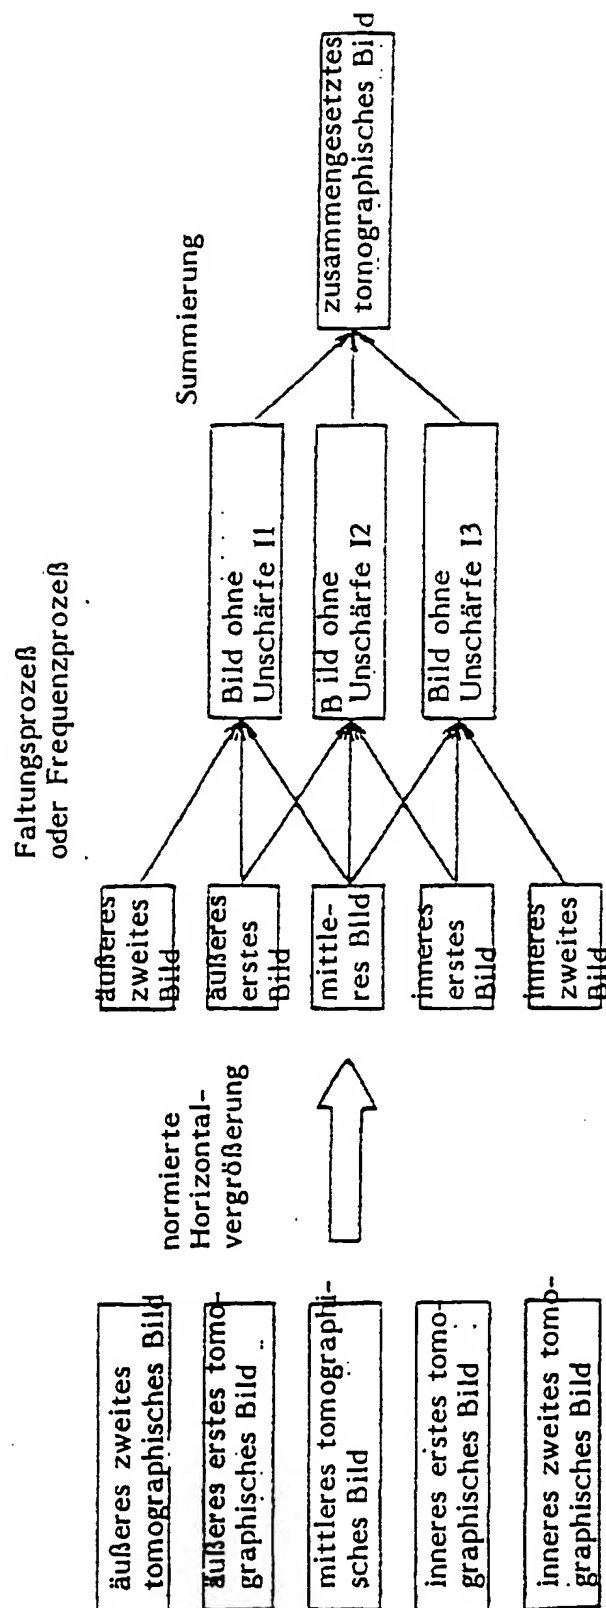 äußeres zweites
tomographisches Bild
äußeres erstes tomo-
graphisches Bild
mittleres tomographi-
sches Bild
inneres erstes tomo-
graphisches Bild
inneres zweites tomo-
graphisches Bild
normierte
Horizontal-
vergrößerung
äußeres
zweites
Bild
äußeres
erstes
Bild
mittle-
res Bild
inneres
erstes
Bild
inneres
zweites
Bild
Faltungsprozeß
oder Frequenzprozeß
Bild ohne
Unschärfe I1
B ild ohne
Unschärfe I2
Bild ohne
Unschärfe I3
Summierung
zusammengesetztes
tomographisches Bild